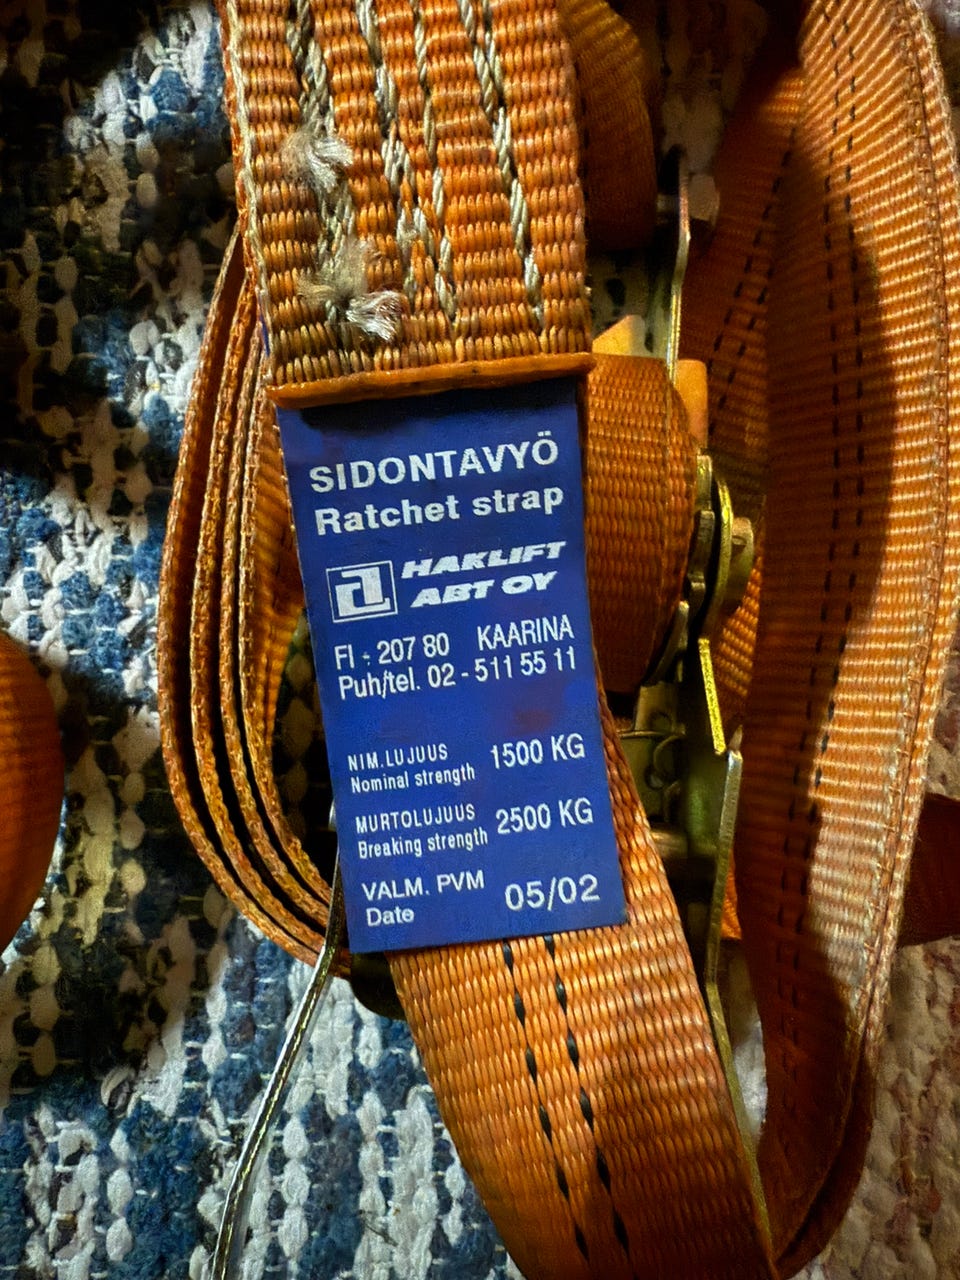 SIDONTAVYÖ
Ratchet strap
HAKLIFT
ABT OY
FI - 207 80 KAARINA
Puh/tel. 02 - 511 55 11
NIM.LUJUUS 1500 KG
Nominal strength
MURTOLUJUUS 2500 KG
Breaking strength
VALM. PVM 05/02
Date